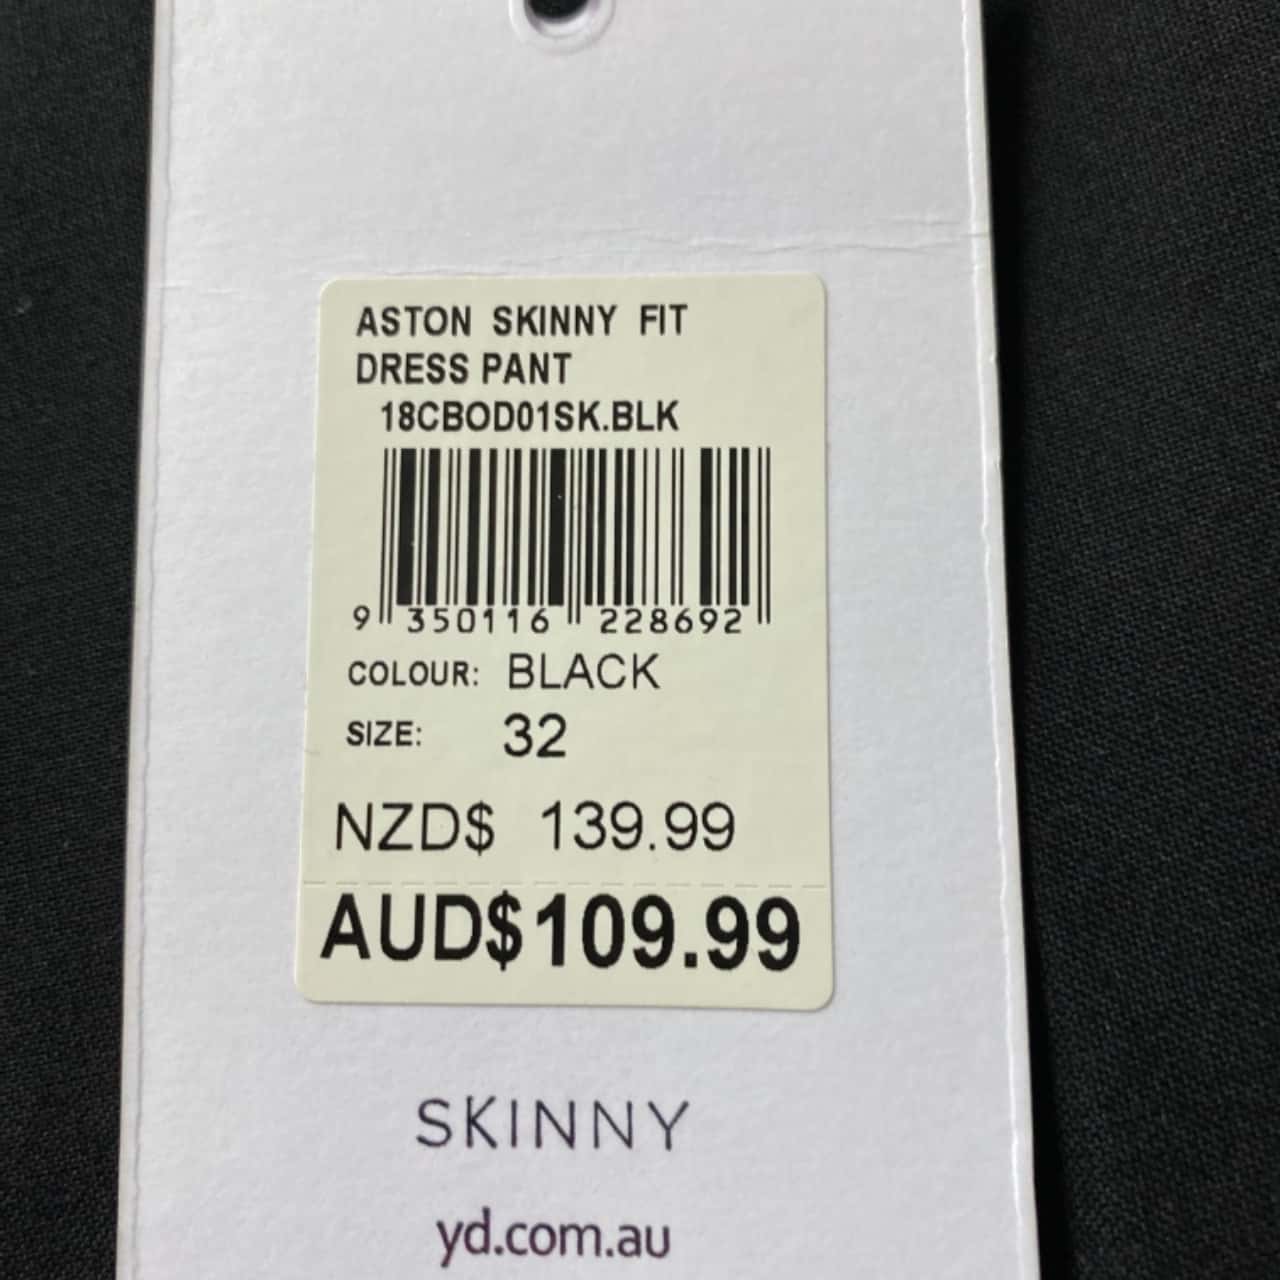 ASTON SKINNY FIT
DRESS PANT
18CBOD01SK.BLK
9 350116 228692
COLOUR: BLACK
SIZE: 32
NZD$ 139.99
AUD$109.99
SKINNY
yd.com.au